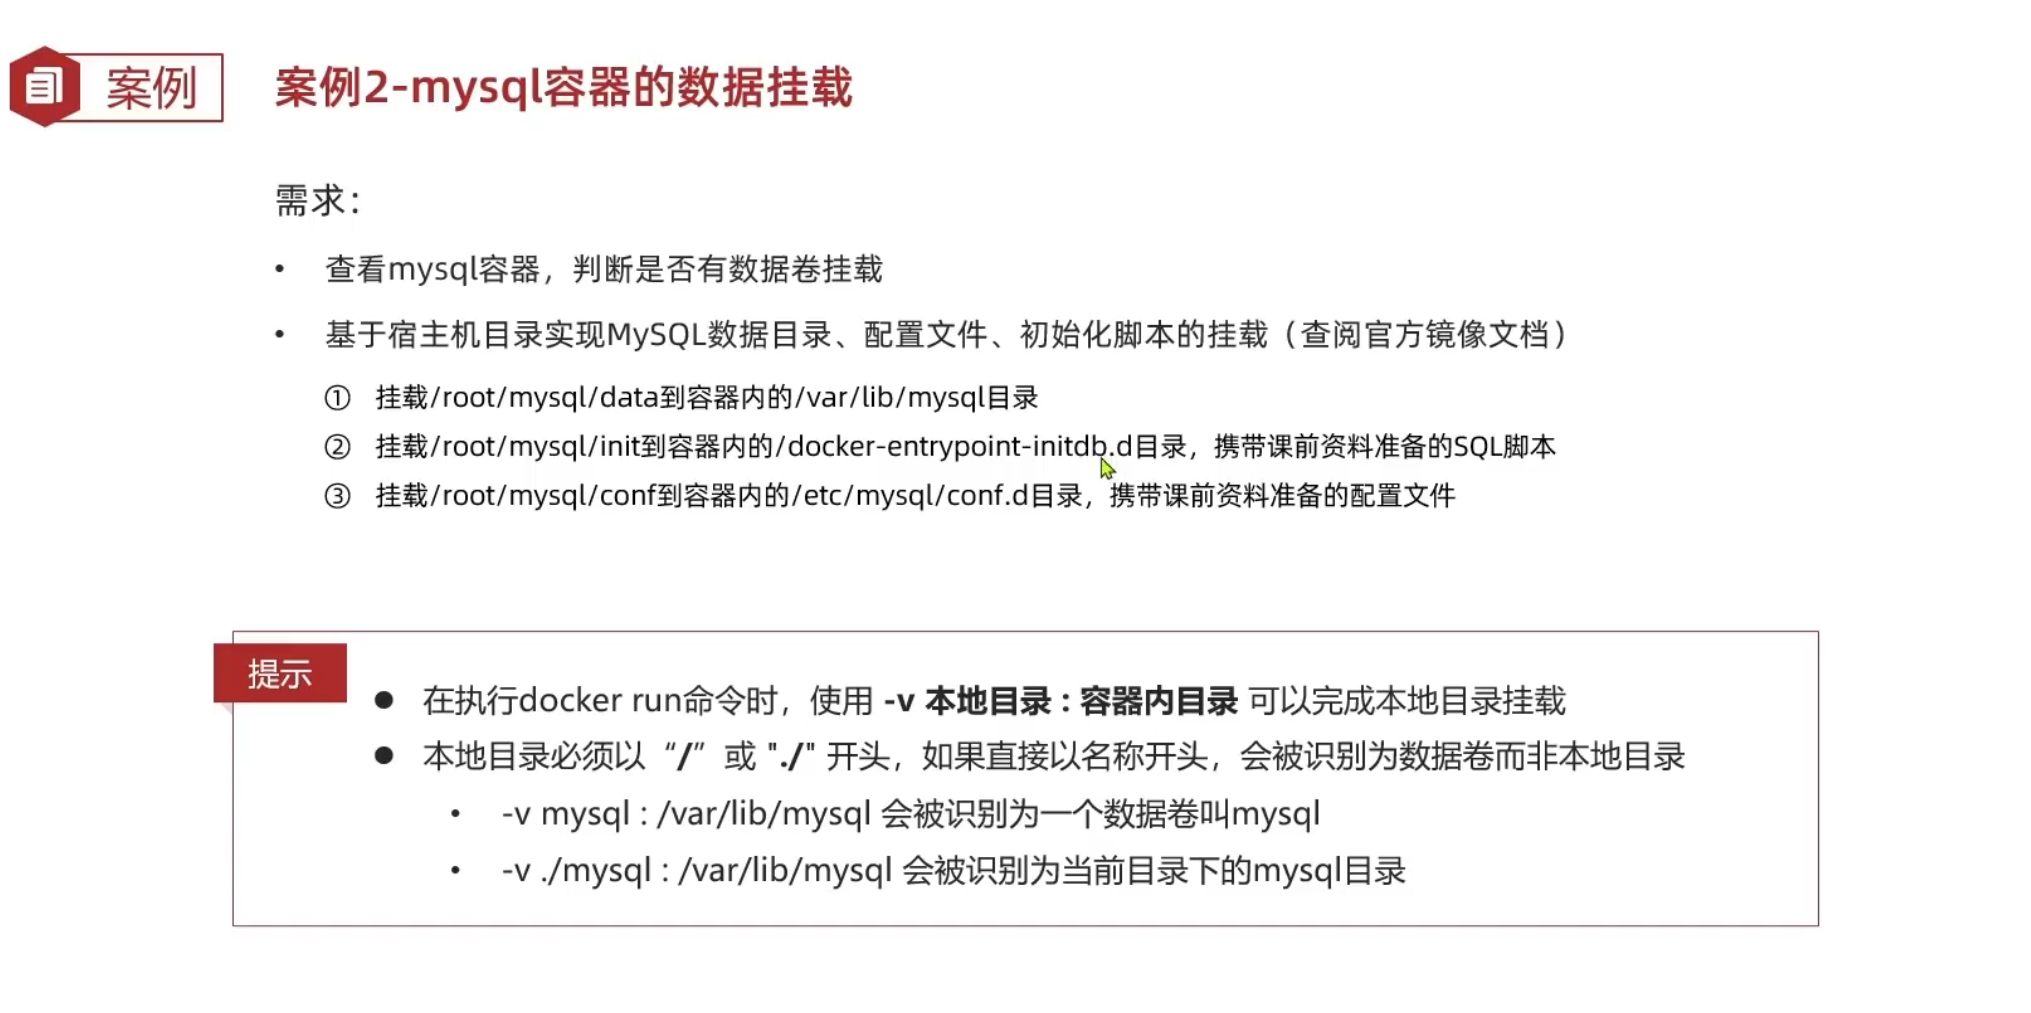 案例
案例2-mysql容器的数据挂载
需求：
• 查看mysql容器，判断是否有数据卷挂载
• 基于宿主机目录实现MySQL数据目录、配置文件、初始化脚本的挂载（查阅官方镜像文档）
① 挂载/root/mysql/data到容器内的/var/lib/mysql目录
② 挂载/root/mysql/init到容器内的/docker-entrypoint-initdb.d目录，携带课前资料准备的SQL脚本
③ 挂载/root/mysql/conf到容器内的/etc/mysql/conf.d目录，携带课前资料准备的配置文件
提示
● 在执行docker run命令时，使用 -v 本地目录 : 容器内目录 可以完成本地目录挂载
● 本地目录必须以“/”或 "./" 开头，如果直接以名称开头，会被识别为数据卷而非本地目录
• -v mysql : /var/lib/mysql 会被识别为一个数据卷叫mysql
• -v ./mysql : /var/lib/mysql 会被识别为当前目录下的mysql目录